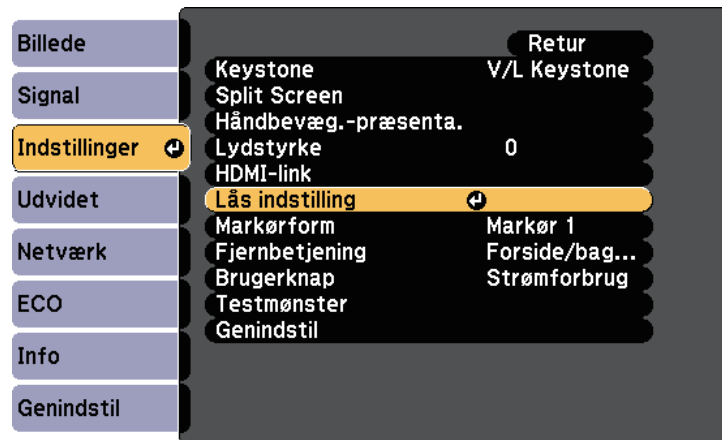 Billede
Signal
Indstillinger
Udvidet
Netværk
ECO
Info
Genindstil
Retur
Keystone V/L Keystone
Split Screen
Håndbevæg.-præsenta.
Lydstyrke 0
HDMI-link
Lås indstilling
Markørform Markør 1
Fjernbetjening Forside/bag...
Brugerknap Strømforbrug
Testmønster
Genindstil